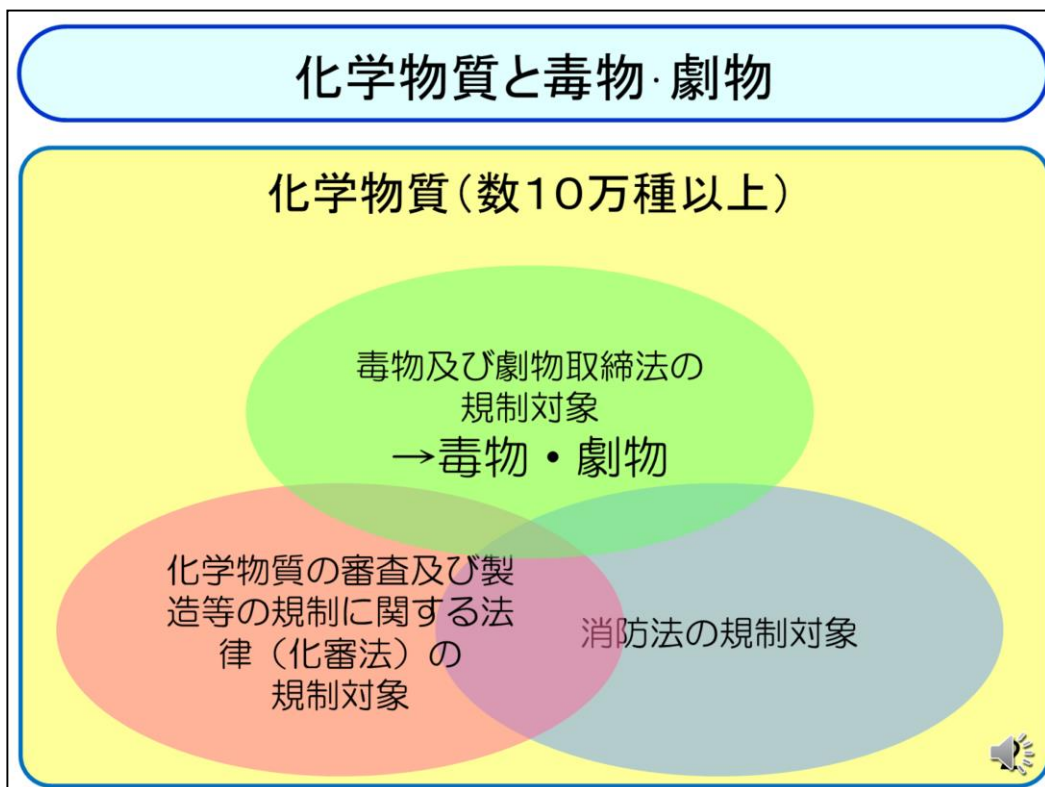 化学物質と毒物·劇物
化学物質（数１０万種以上）
毒物及び劇物取締法の
規制対象
→毒物・劇物
化学物質の審査及び製
造等の規制に関する法
律（化審法）の
規制対象
消防法の規制対象